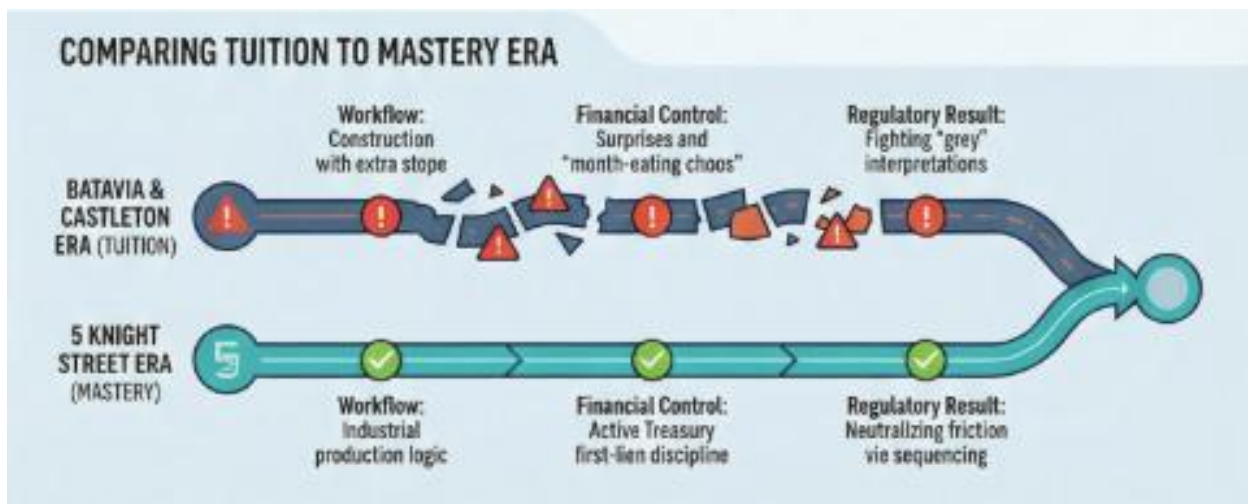 COMPARING TUITION TO MASTERY ERA
Workflow:
Construction
with extra stope
Financial Control:
Surprises and
"month-eating choos"
Regulatory Result:
Fighting "grey"
interpretations
BATAVIA &
CASTLETON
ERA (TUITION)
5 KNIGHT
STREET ERA
(MASTERY)
5
Workflow:
Industrial
production logic
Financial Control:
Active Treasury
first-lien discipline
Regulatory Result:
Neutralizing friction
vie sequencing